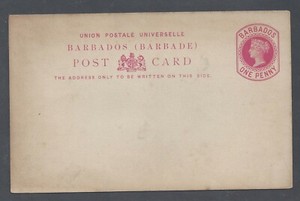 UNION POSTALE UNIVERSELLE
BARBADOS (BARBADE)
POST CARD
THE ADDRESS ONLY TO BE WRITTEN ON THIS SIDE.
BARBADOS
ONE PENNY